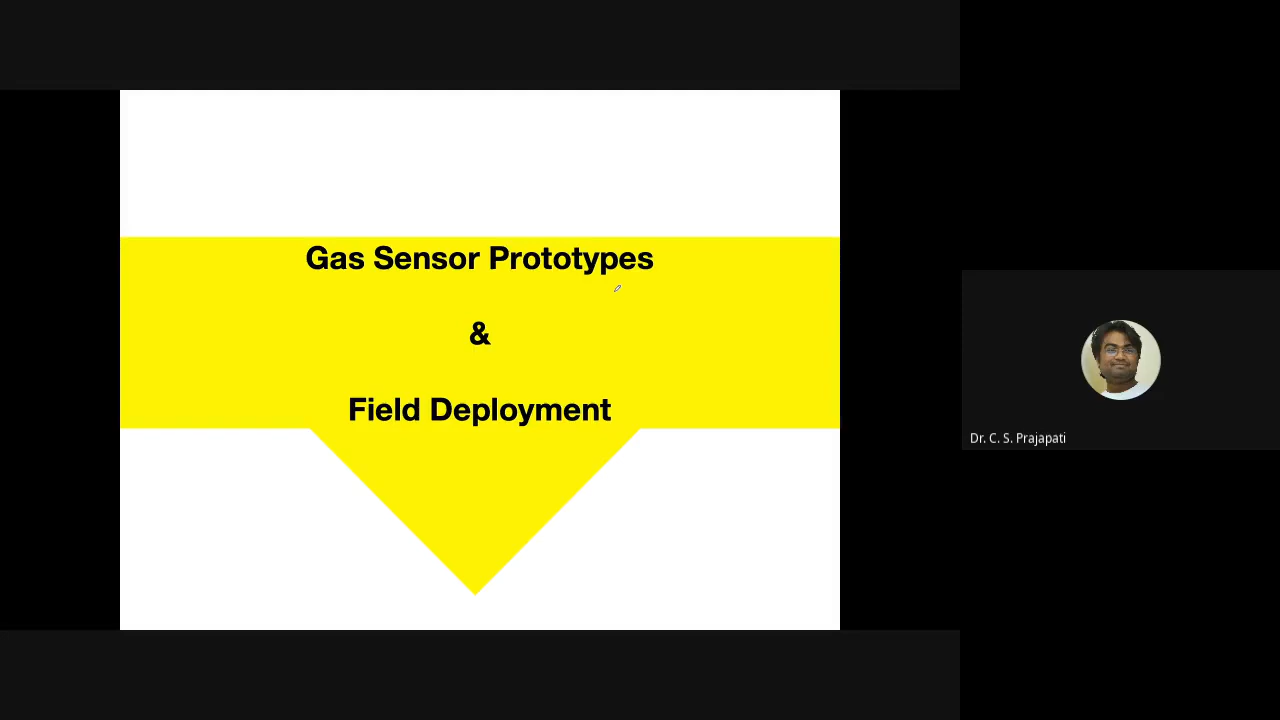 Gas Sensor Prototypes
&
Field Deployment
Dr. C. S. Prajapati